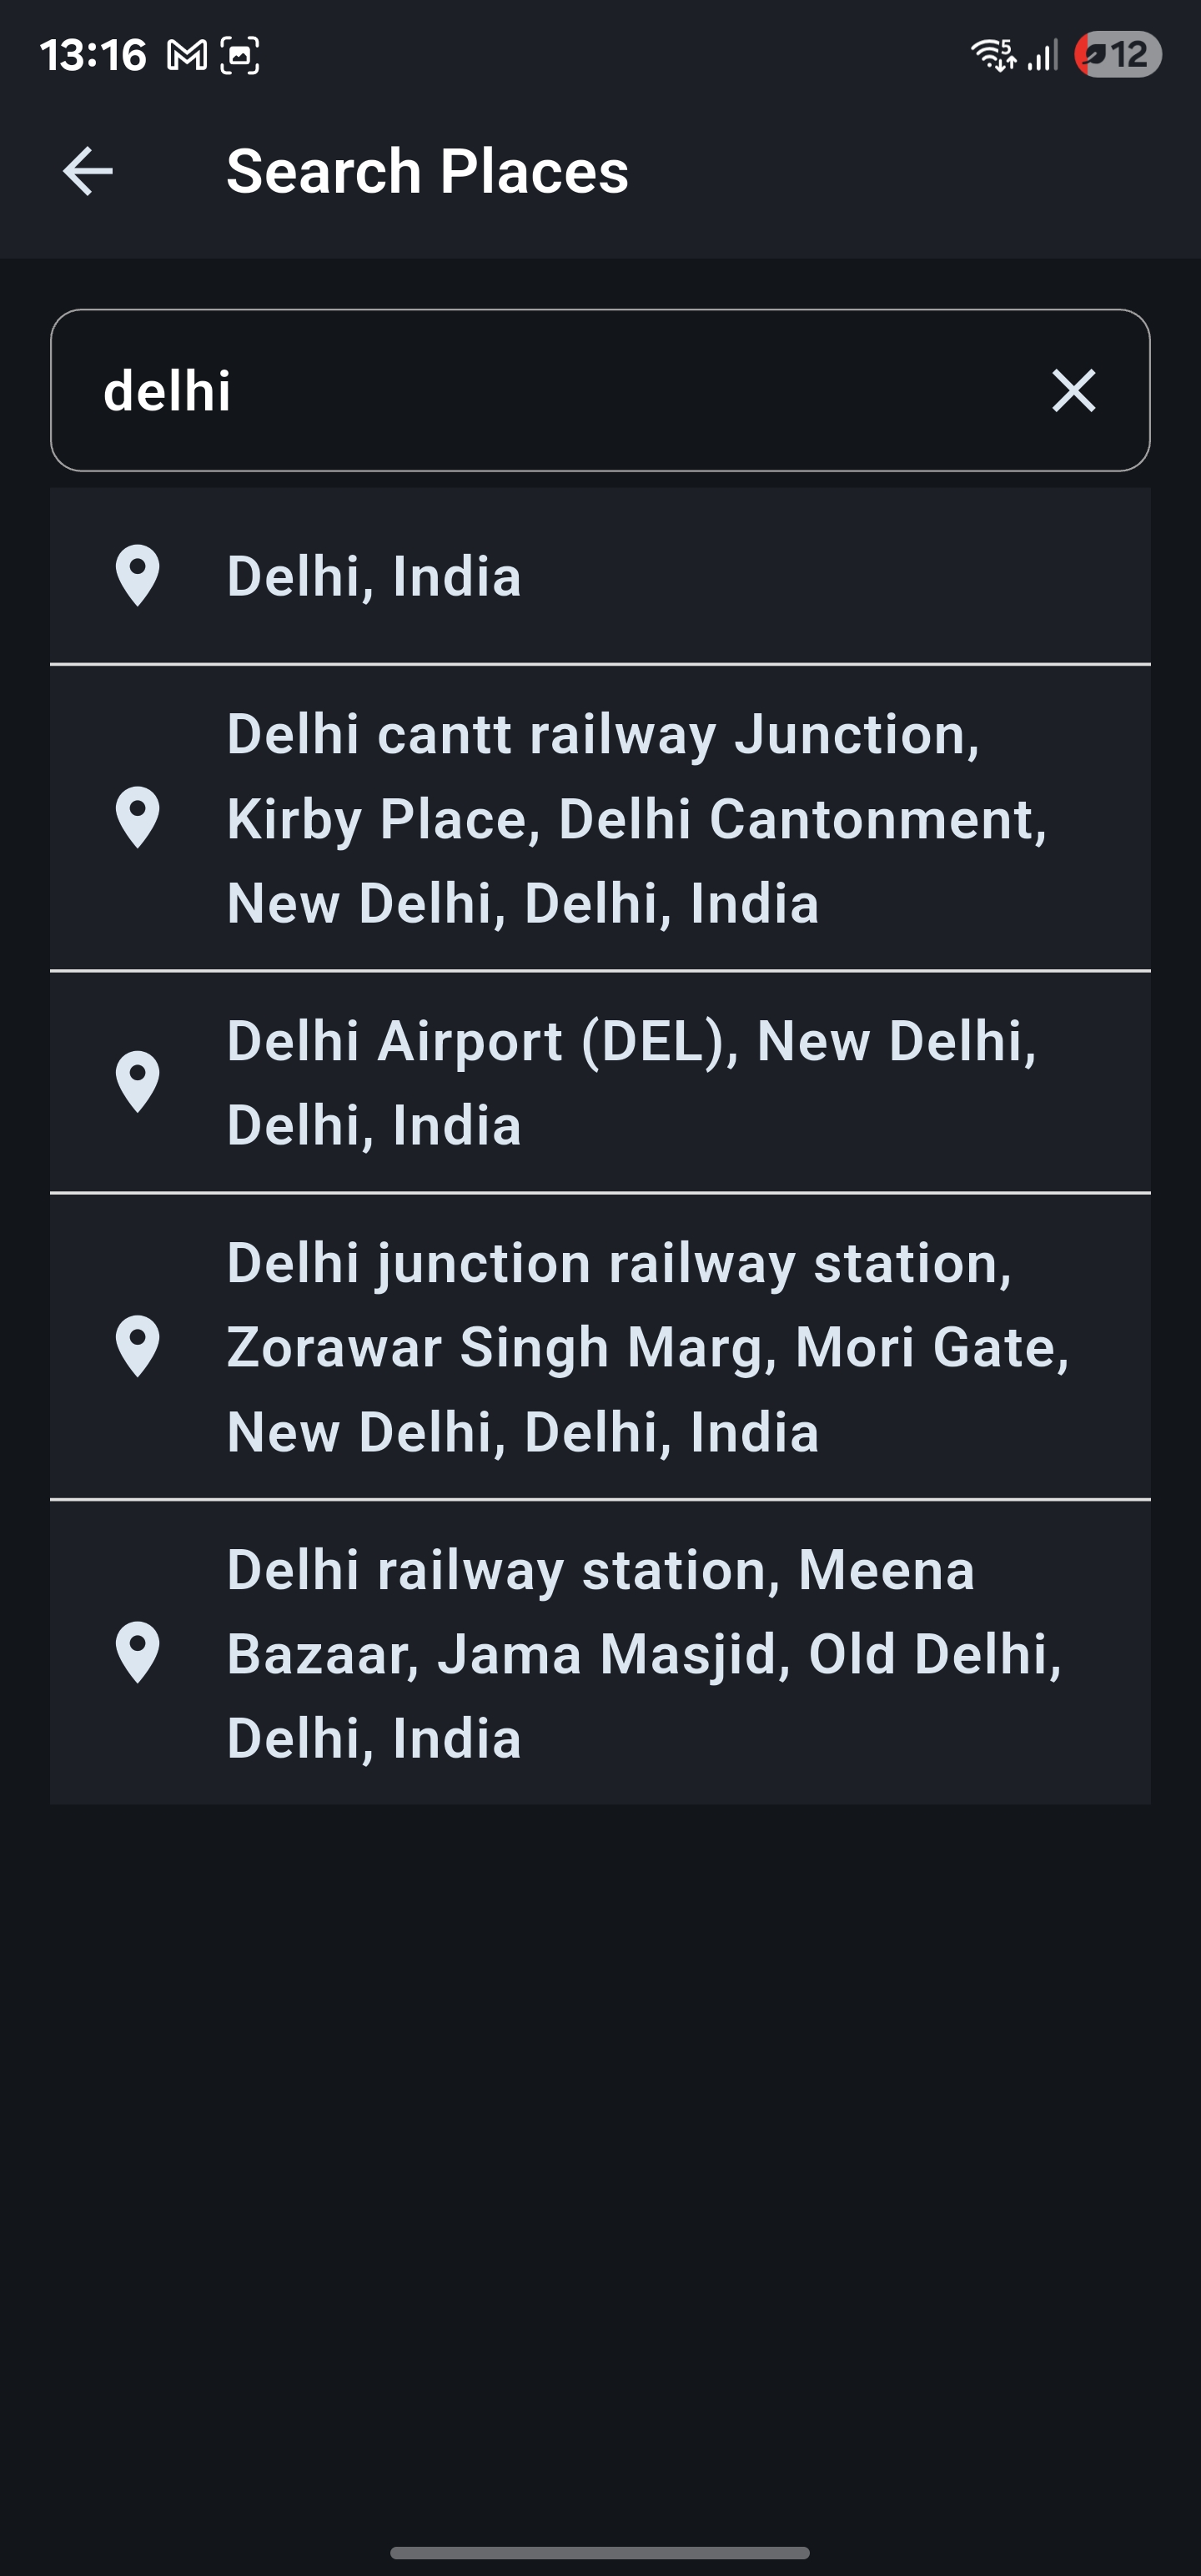 13:16
5
12
Search Places
delhi
Delhi, India
Delhi cantt railway Junction,
Kirby Place, Delhi Cantonment,
New Delhi, Delhi, India
Delhi Airport (DEL), New Delhi,
Delhi, India
Delhi junction railway station,
Zorawar Singh Marg, Mori Gate,
New Delhi, Delhi, India
Delhi railway station, Meena
Bazaar, Jama Masjid, Old Delhi,
Delhi, India